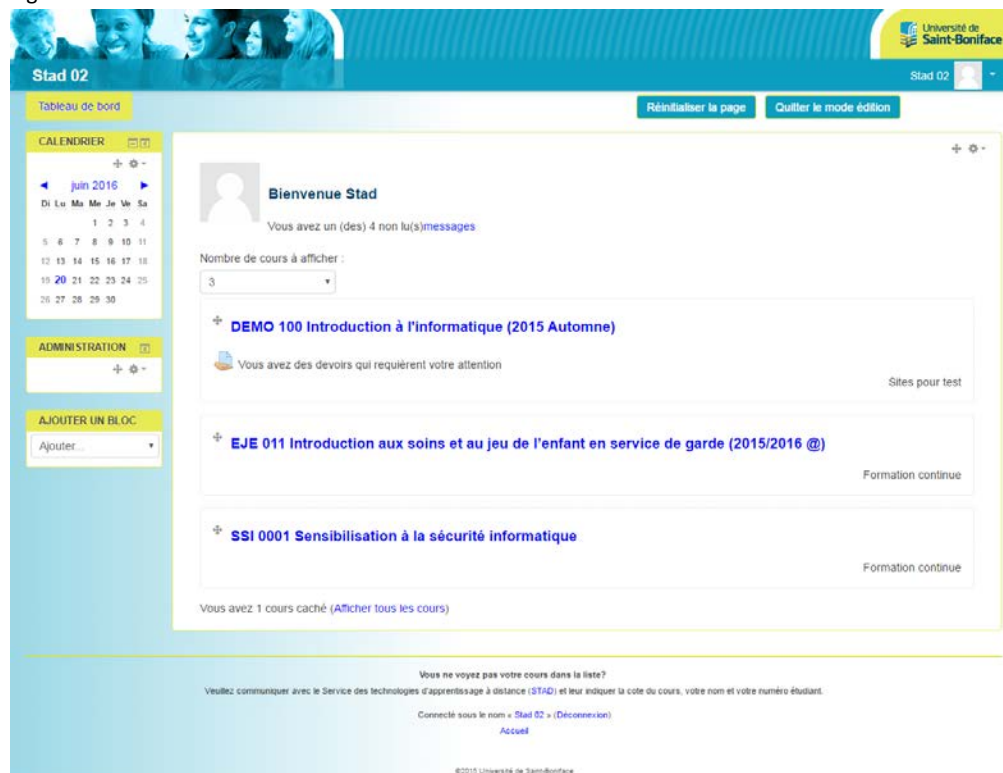 Université de
Saint-Boniface
Stad 02
Stad 02
Tableau de bord
Réinitialiser la page
Quitter le mode édition
CALENDRIER
juin 2016
Di Lu Ma Me Je Ve Sa
1 2 3 4
5 6 7 8 9 10 11
12 13 14 15 16 17 18
19 20 21 22 23 24 25
26 27 28 29 30
ADMINISTRATION
AJOUTER UN BLOC
Ajouter...
Bienvenue Stad
Vous avez un (des) 4 non lu(s)messages
Nombre de cours à afficher :
3
DEMO 100 Introduction à l'informatique (2015 Automne)
Vous avez des devoirs qui requièrent votre attention
Sites pour test
EJE 011 Introduction aux soins et au jeu de l'enfant en service de garde (2015/2016 @)
Formation continue
SSI 0001 Sensibilisation à la sécurité informatique
Formation continue
Vous avez 1 cours caché (Afficher tous les cours)
Vous ne voyez pas votre cours dans la liste?
Veuillez communiquer avec le Service des technologies d'apprentissage à distance (STAD) et leur indiquer la cote du cours, votre nom et votre numéro étudiant.
Connecté sous le nom « Stad 02 » (Déconnexion)
Accueil
©2015 Université de Saint-Boniface